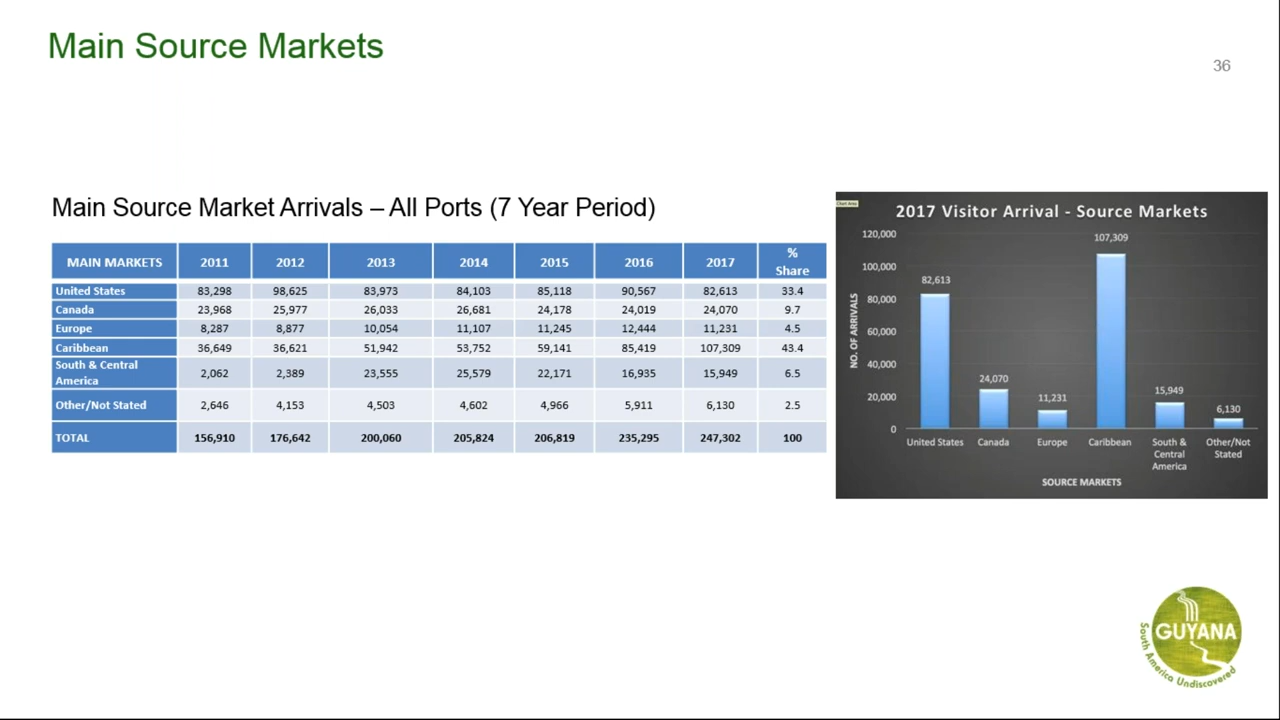 Main Source Markets
36
Main Source Market Arrivals – All Ports (7 Year Period)
MAIN MARKETS 2011 2012 2013 2014 2015 2016 2017 % Share
United States 83,298 98,625 83,973 84,103 85,118 90,567 82,613 33.4
Canada 23,968 25,977 26,033 26,681 24,178 24,019 24,070 9.7
Europe 8,287 8,877 10,054 11,107 11,245 12,444 11,231 4.5
Caribbean 36,649 36,621 51,942 53,752 59,141 85,419 107,309 43.4
South & Central America 2,062 2,389 23,555 25,579 22,171 16,935 15,949 6.5
Other/Not Stated 2,646 4,153 4,503 4,602 4,966 5,911 6,130 2.5
TOTAL 156,910 176,642 200,060 205,824 206,819 235,295 247,302 100
Chart Area
2017 Visitor Arrival - Source Markets
NO. OF ARRIVALS
120,000
100,000
80,000
60,000
40,000
20,000
0
82,613
24,070
11,231
107,309
15,949
6,130
United States
Canada
Europe
Caribbean
South &
Central
America
Other/Not
Stated
SOURCE MARKETS
GUYANA
South America Undiscovered